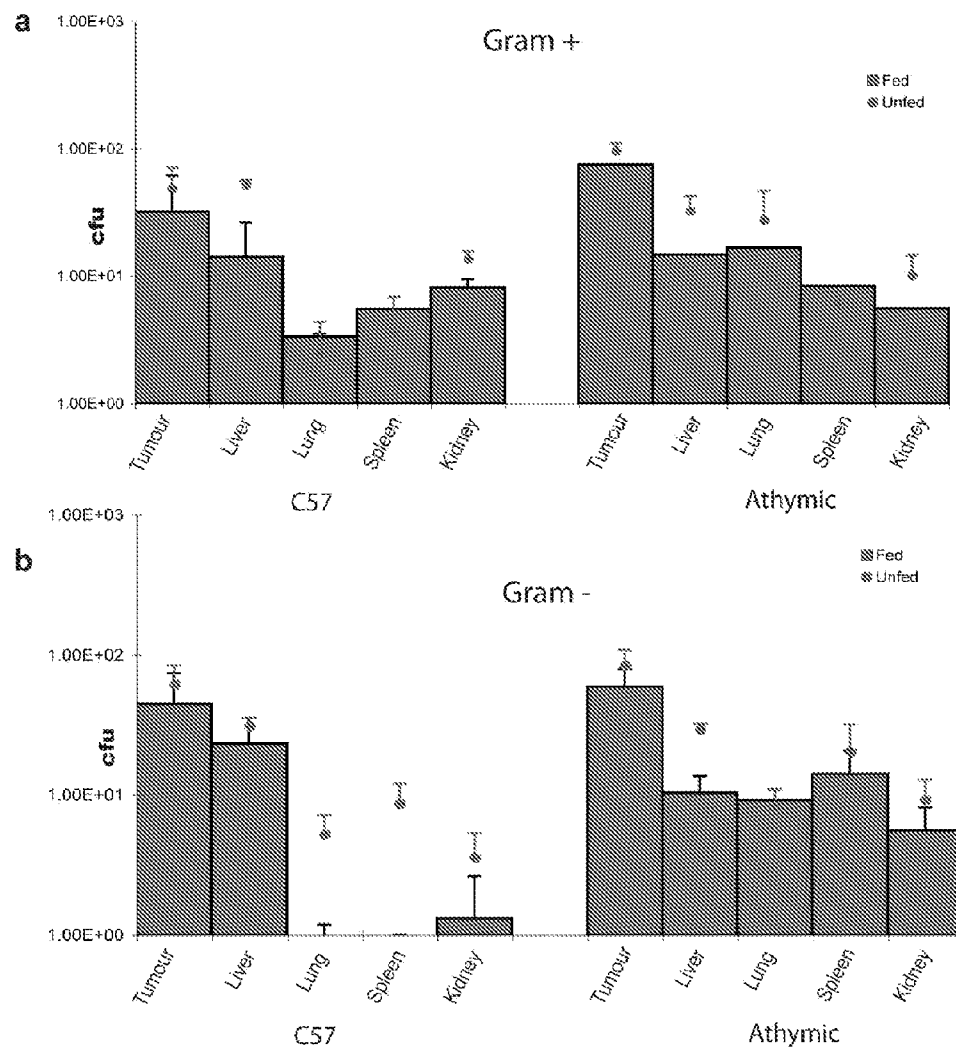 a
1.00E+03
Gram +
Fed
Unfed
1.00E+02
cfu
1.00E+01
1.00E+00
Tumour
Liver
Lung
Spleen
Kidney
Tumour
Liver
Lung
Spleen
Kidney
C57
Athymic
1.00E+03
b
Fed
Unfed
Gram -
1.00E+02
cfu
1.00E+01
1.00E+00
Tumour
Liver
Lung
Spleen
Kidney
Tumour
Liver
Lung
Spleen
Kidney
C57
Athymic